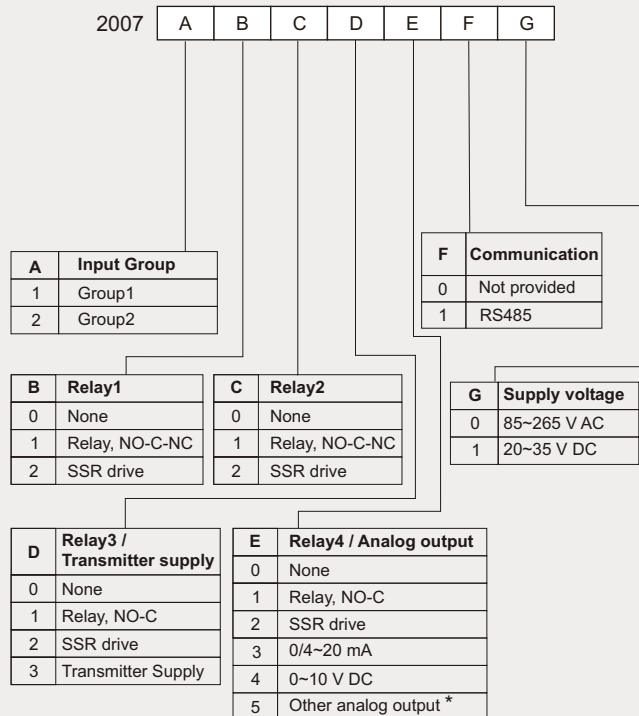 2007 A B C D E F G
A Input Group
1 Group1
2 Group2
F Communication
0 Not provided
1 RS485
B Relay1
0 None
1 Relay, NO-C-NC
2 SSR drive
C Relay2
0 None
1 Relay, NO-C-NC
2 SSR drive
G Supply voltage
0 85~265 V AC
1 20~35 V DC
D Relay3 /
Transmitter supply
0 None
1 Relay, NO-C
2 SSR drive
3 Transmitter Supply
E Relay4 / Analog output
0 None
1 Relay, NO-C
2 SSR drive
3 0/4~20 mA
4 0~10 V DC
5 Other analog output *